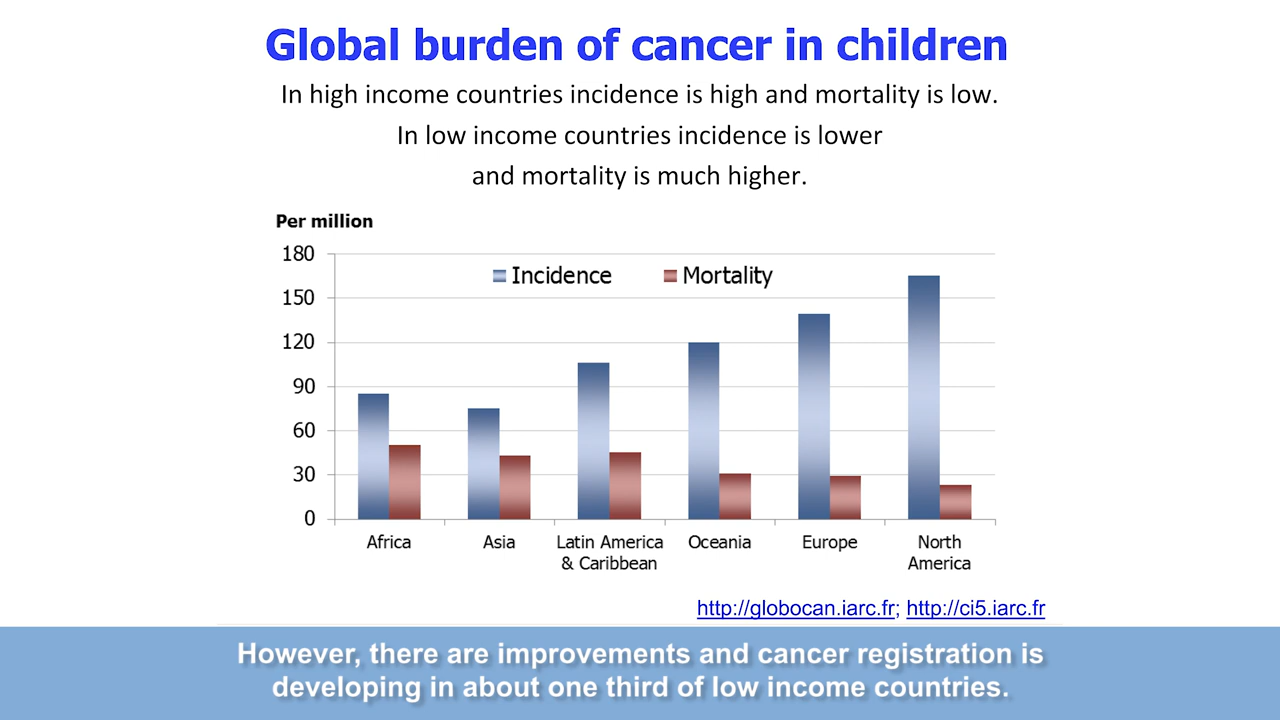 Global burden of cancer in children
In high income countries incidence is high and mortality is low.
In low income countries incidence is lower
and mortality is much higher.
Per million
180
150
120
90
60
30
0
Incidence
Mortality
Africa
Asia
Latin America
& Caribbean
Oceania
Europe
North
America
http://globocan.iarc.fr; http://ci5.iarc.fr
However, there are improvements and cancer registration is
developing in about one third of low income countries.